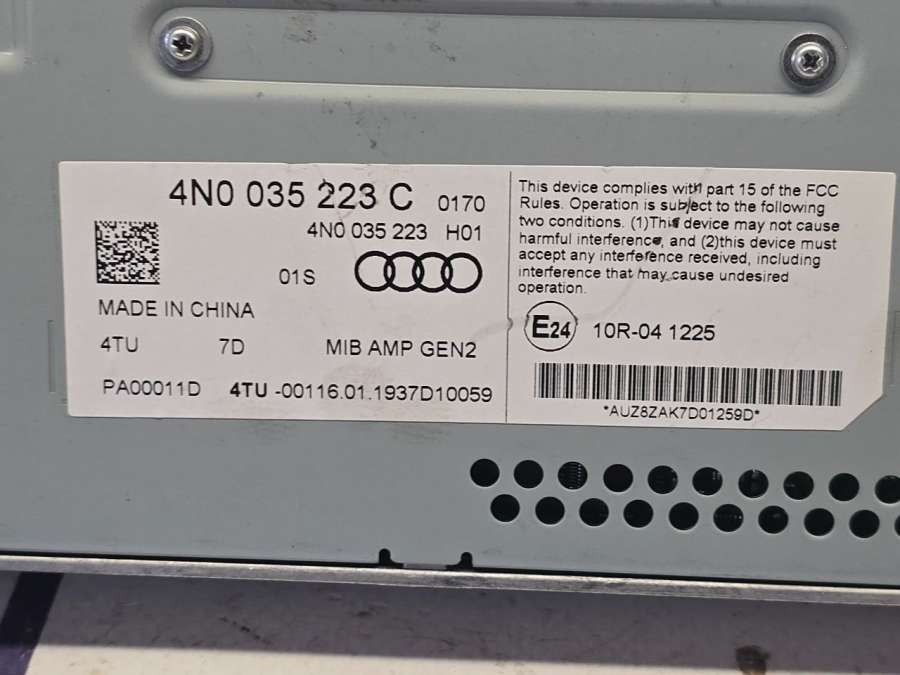 4N0 035 223 C 0170
4N0 035 223 H01
01S
MADE IN CHINA
4TU 7D MIB AMP GEN2
PA00011D 4TU -00116.01.1937D10059
This device complies with part 15 of the FCC
Rules. Operation is subject to the following
two conditions. (1)This device may not cause
harmful interference, and (2)this device must
accept any interference received, including
interference that may cause undesired
operation.
E24 10R-04 1225
*AUZ8ZAK7D01259D*